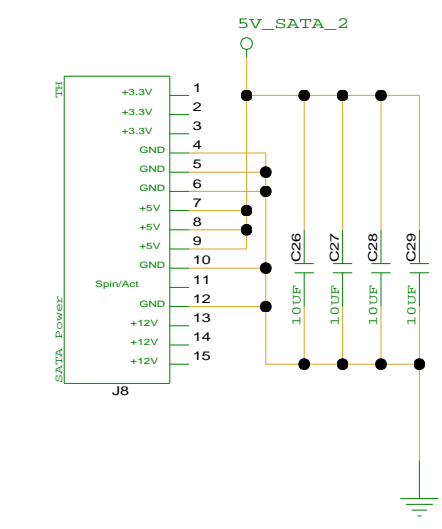 5V_SATA_2
TH
+3.3V 1
+3.3V 2
+3.3V 3
GND 4
GND 5
GND 6
+5V 7
+5V 8
+5V 9
GND 10
Spin/Act 11
GND 12
+12V 13
+12V 14
+12V 15
SATA Power
J8
C26 10UF
C27 10UF
C28 10UF
C29 10UF